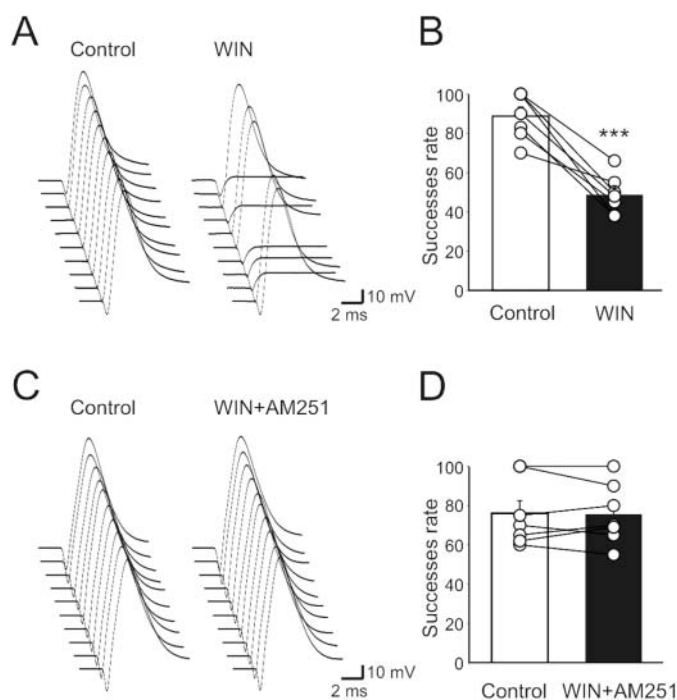 A
Control
WIN
10 mV
2 ms
B
Successes rate
100
80
60
40
20
0
***
Control
WIN
C
Control
WIN+AM251
10 mV
2 ms
D
Successes rate
100
80
60
40
20
0
Control
WIN+AM251